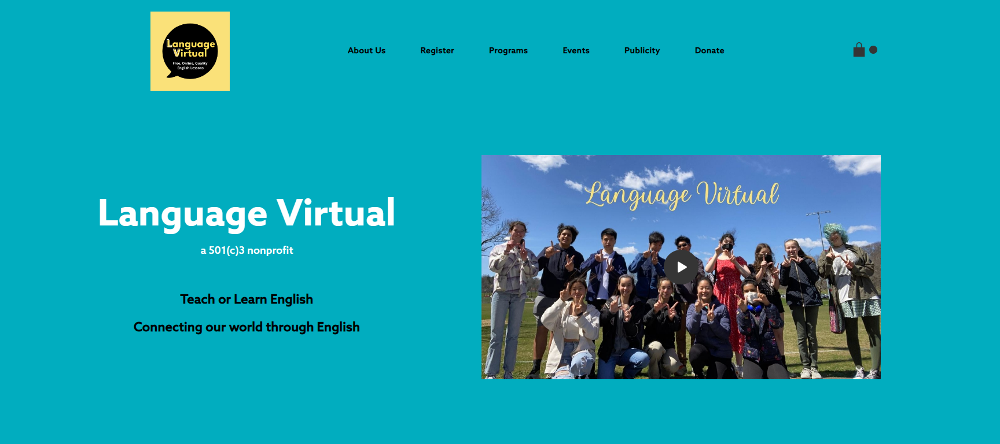 Language
Virtual
Free, Online, Quality
English Lessons
About Us
Register
Programs
Events
Publicity
Donate
Language Virtual
a 501(c)3 nonprofit
Teach or Learn English
Connecting our world through English
Language Virtual